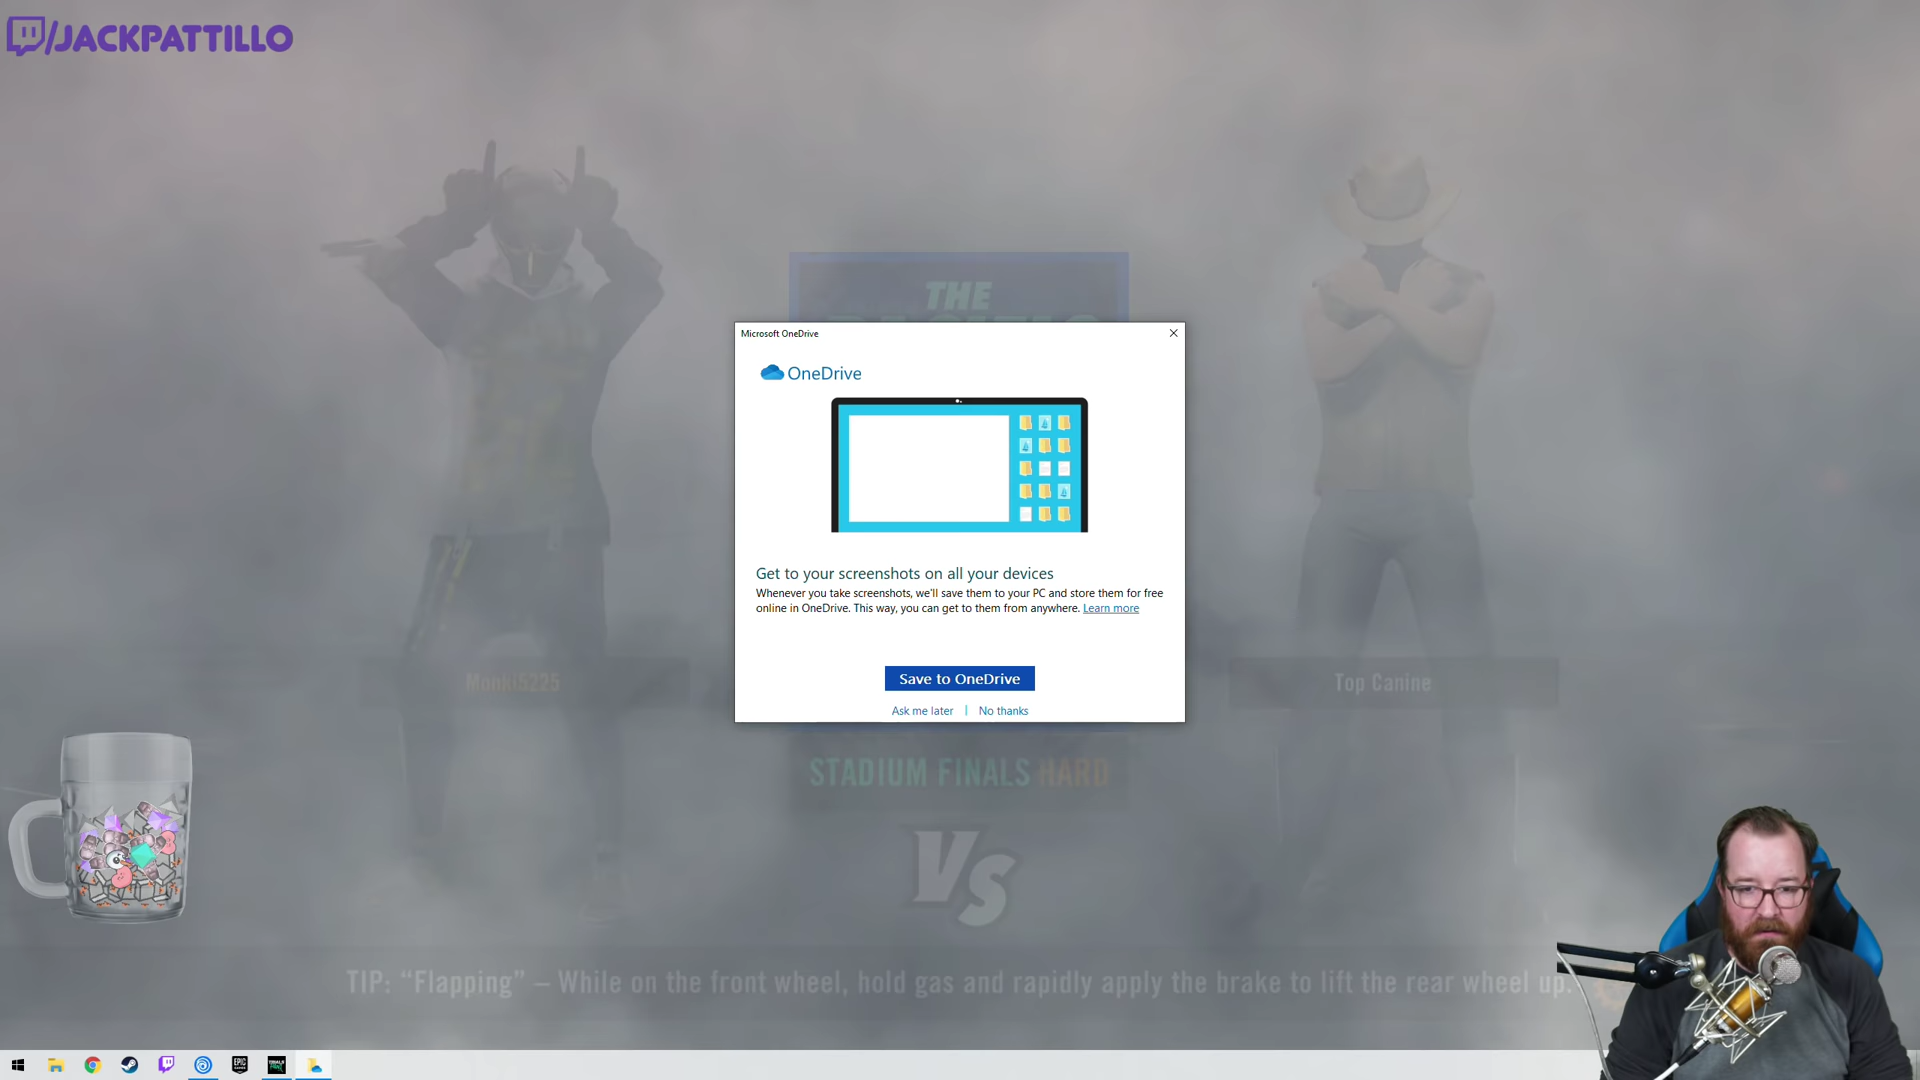 /JACKPATTILLO
THE
Microsoft OneDrive
OneDrive
Get to your screenshots on all your devices
Whenever you take screenshots, we'll save them to your PC and store them for free
online in OneDrive. This way, you can get to them from anywhere. Learn more
Save to OneDrive
Ask me later | No thanks
Monki5225
Top Canine
STADIUM FINALS HARD
VS
TIP: “Flapping” – While on the front wheel, hold gas and rapidly apply the brake to lift the rear wheel up.
EPIC
GAMES